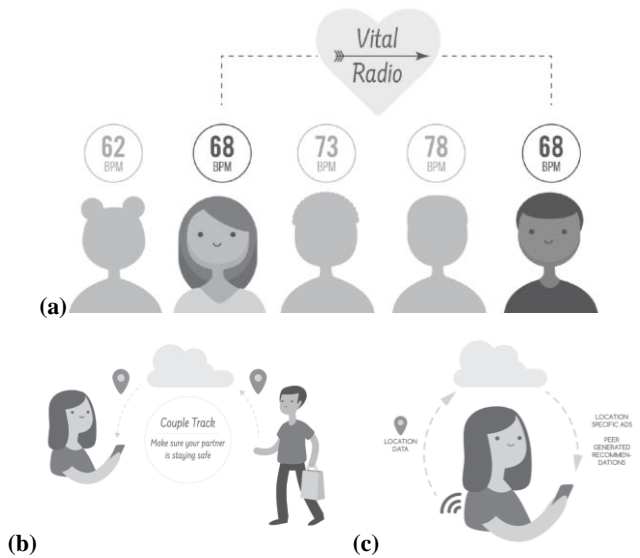 Vital
Radio
62
BPM
68
BPM
73
BPM
78
BPM
68
BPM
(a)
Couple Track
Make sure your partner
is staying safe
(b)
LOCATION
DATA
LOCATION
SPECIFIC ADS
PEER
GENERATED
RECOMMEN-
DATIONS
(c)